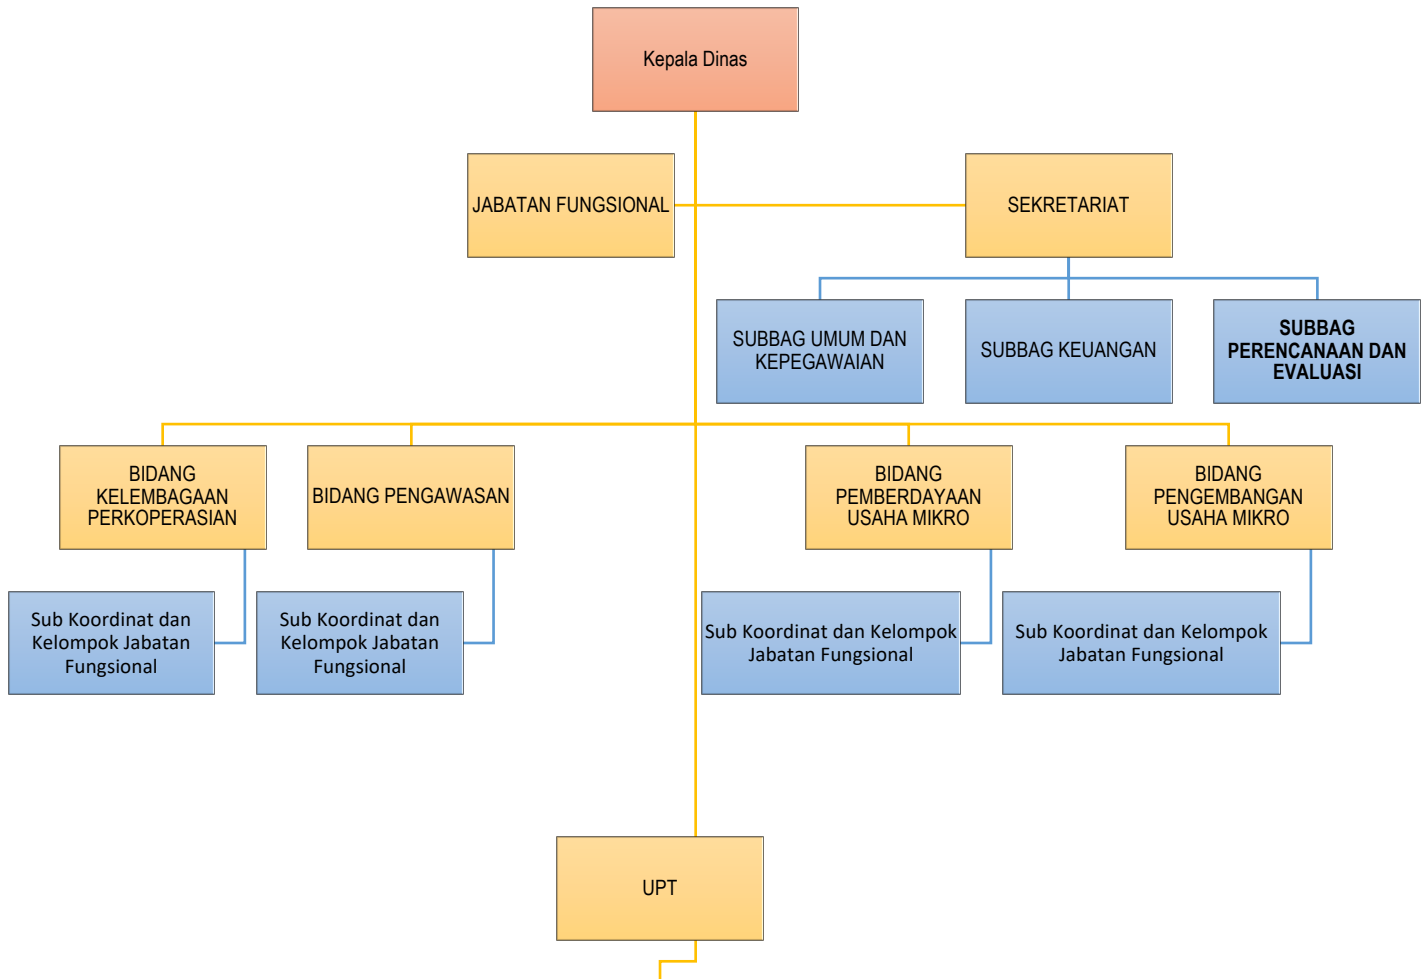 Kepala Dinas
JABATAN FUNGSIONAL
SEKRETARIAT
SUBBAG UMUM DAN
KEPEGAWAIAN
SUBBAG KEUANGAN
SUBBAG
PERENCANAAN DAN
EVALUASI
BIDANG
KELEMBAGAAN
PERKOPERASIAN
BIDANG PENGAWASAN
BIDANG
PEMBERDAYAAN
USAHA MIKRO
BIDANG
PENGEMBANGAN
USAHA MIKRO
Sub Koordinat dan
Kelompok Jabatan
Fungsional
Sub Koordinat dan
Kelompok Jabatan
Fungsional
Sub Koordinat dan Kelompok
Jabatan Fungsional
Sub Koordinat dan Kelompok
Jabatan Fungsional
UPT